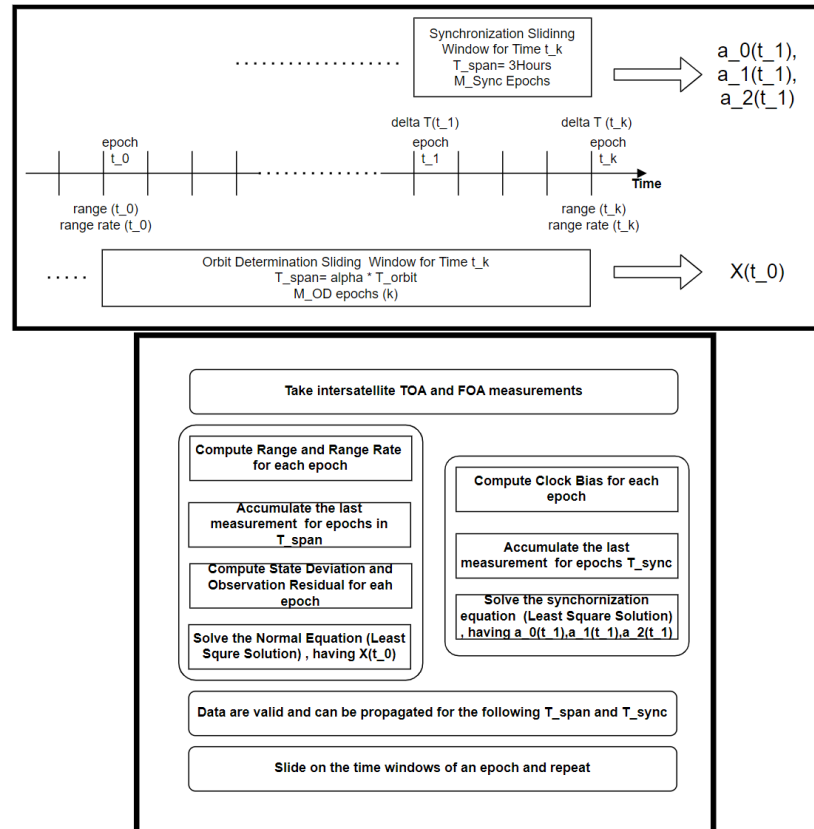 Synchronization Slidinng
Window for Time t_k
T_span= 3Hours
M_Sync Epochs
a_0(t_1),
a_1(t_1),
a_2(t_1)
delta T(t_1)
delta T (t_k)
epoch
t_0
epoch
t_1
epoch
t_k
Time
range (t_0)
range rate (t_0)
range (t_k)
range rate (t_k)
Orbit Determination Sliding Window for Time t_k
T_span= alpha * T_orbit
M_OD epochs (k)
X(t_0)
Take intersatellite TOA and FOA measurements
Compute Range and Range Rate
for each epoch
Accumulate the last
measurement for epochs in
T_span
Compute State Deviation and
Observation Residual for eah
epoch
Solve the Normal Equation (Least
Squre Solution) , having X(t_0)
Compute Clock Bias for each
epoch
Accumulate the last
measurement for epochs T_sync
Solve the synchornization
equation (Least Square Solution)
, having a_0(t_1),a_1(t_1),a_2(t_1)
Data are valid and can be propagated for the following T_span and T_sync
Slide on the time windows of an epoch and repeat